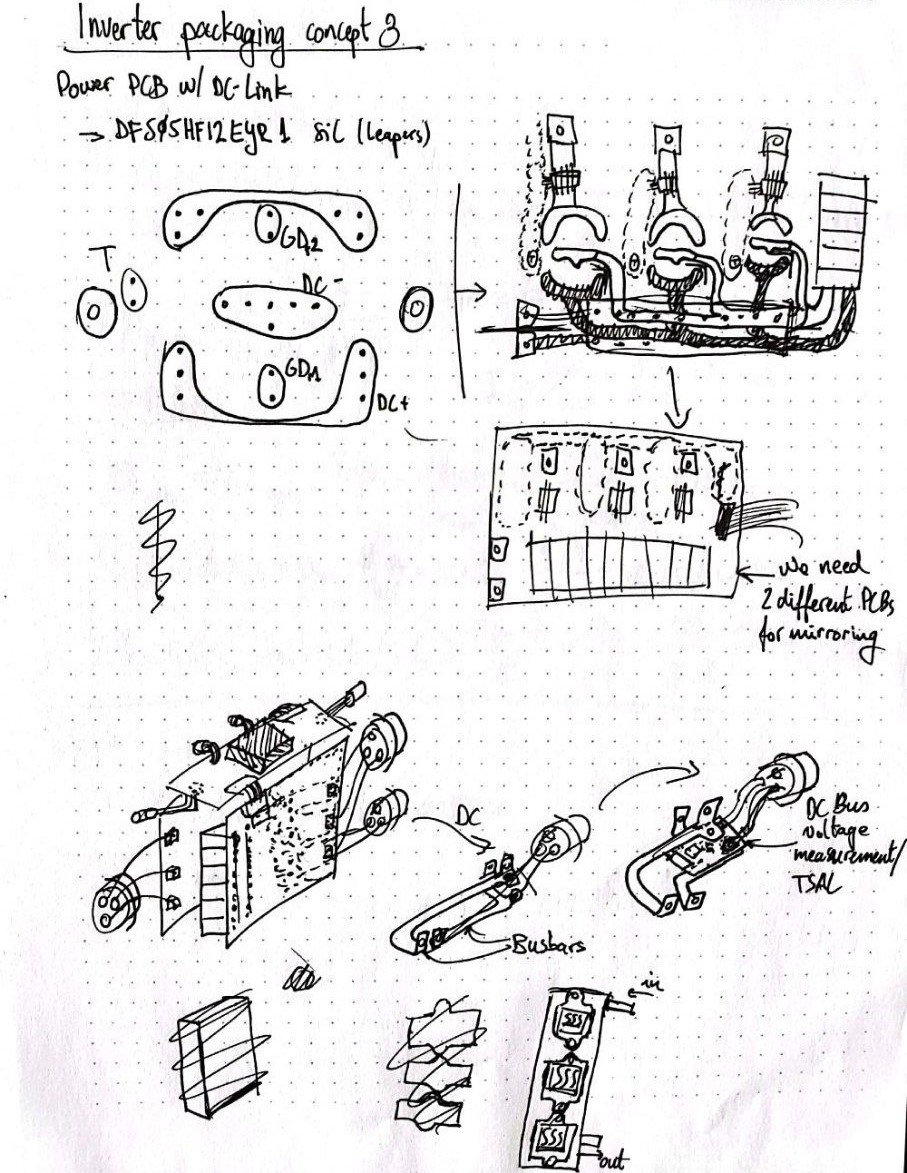 Inverter packaging concept 3
Power PCB w/ DC-Link
→ DFS05HF12EYR1 SiC (Leapers)
GD2
T
DC -
GD1
DC+
We need
2 different PCBs
for mirroring
DC
DC Bus
voltage
measurement/
TSAL
Busbars
in
out